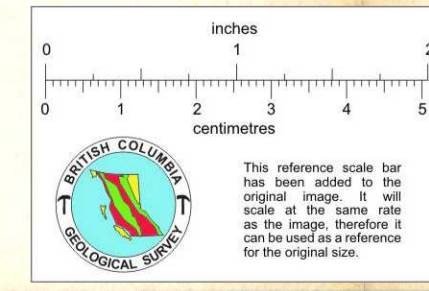 inches
0 1 2
0 1 2 3 4 5
centimetres
BRITISH COLUMBIA
GEOLOGICAL SURVEY
This reference scale bar
has been added to the
original image. It will
scale at the same rate
as the image, therefore it
can be used as a reference
for the original size.